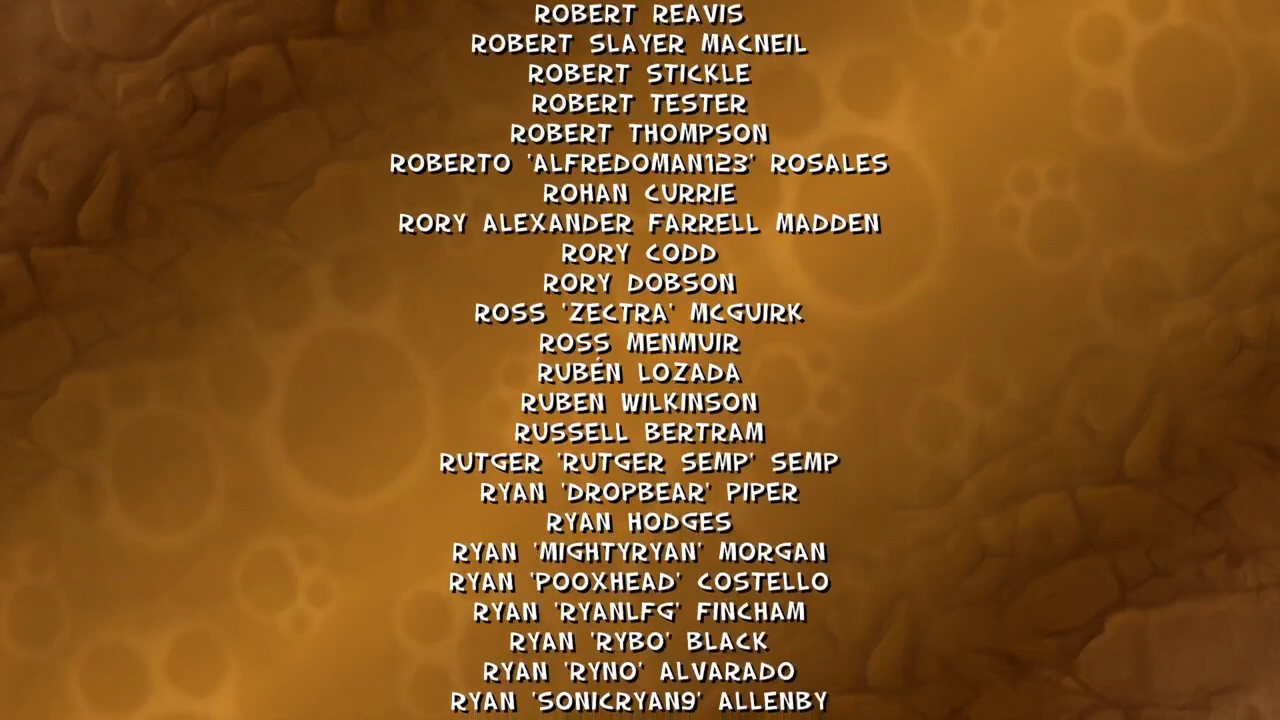 ROBERT REAVIS
ROBERT SLAYER MACNEIL
ROBERT STICKLE
ROBERT TESTER
ROBERT THOMPSON
ROBERTO 'ALFREDOMAN123' ROSALES
ROHAN CURRIE
RORY ALEXANDER FARRELL MADDEN
RORY CODD
RORY DOBSON
ROSS 'ZECTRA' MCGUIRK
ROSS MENMUIR
RUBÉN LOZADA
RUBEN WILKINSON
RUSSELL BERTRAM
RUTGER 'RUTGER SEMP' SEMP
RYAN 'DROPBEAR' PIPER
RYAN HODGES
RYAN 'MIGHTYRYAN' MORGAN
RYAN 'POOXHEAD' COSTELLO
RYAN 'RYANLFG' FINCHAM
RYAN 'RYBO' BLACK
RYAN 'RYNO' ALVARADO
RYAN 'SONICRYAN9' ALLENBY